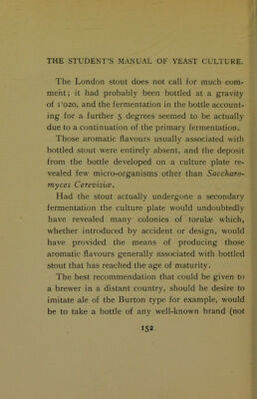 THE STUDENT'S MANUAL OF YEAST CULTURE.
The London stout does not call for much com-
ment; it had probably been bottled at a gravity
of 1·020, and the fermentation in the bottle account-
ing for a further 5 degrees seemed to be actually
due to a continuation of the primary fermentation.
Those aromatic flavours usually associated with
bottled stout were entirely absent, and the deposit
from the bottle developed on a culture plate re-
vealed few micro-organisms other than Saccharo-
myces Cerevisiæ.
Had the stout actually undergone a secondary
fermentation the culture plate would undoubtedly
have revealed many colonies of torulæ which,
whether introduced by accident or design, would
have provided the means of producing those
aromatic flavours generally associated with bottled
stout that has reached the age of maturity.
The best recommendation that could be given to
a brewer in a distant country, should he desire to
imitate ale of the Burton type for example, would
be to take a bottle of any well-known brand (not
152